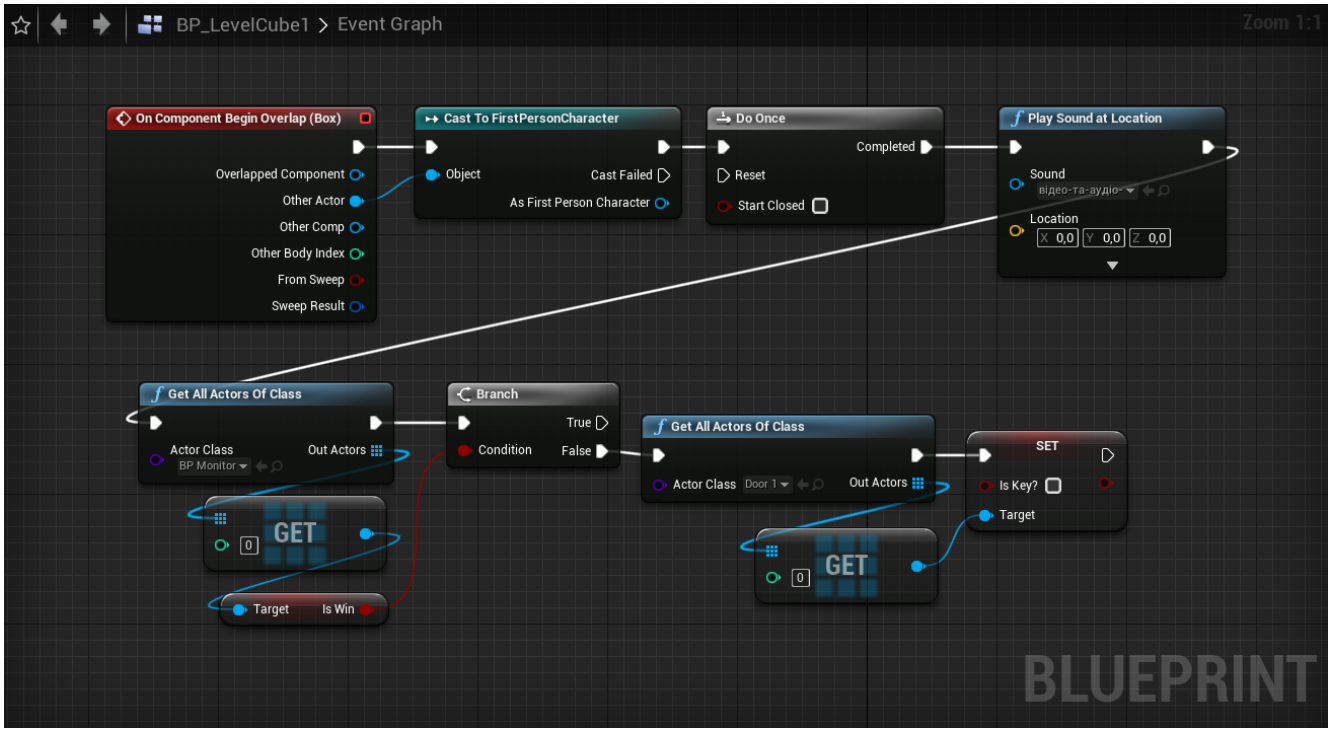 BP_LevelCube1 > Event Graph
Zoom 1:1
On Component Begin Overlap (Box)
Overlapped Component
Other Actor
Other Comp
Other Body Index
From Sweep
Sweep Result
Cast To FirstPersonCharacter
Object
Cast Failed
As First Person Character
Do Once
Completed
Reset
Start Closed
Play Sound at Location
Sound
відео-та-аудіо-
Location
X 0,0 Y 0,0 Z 0,0
Get All Actors Of Class
Actor Class
BP Monitor
Out Actors
GET
0
Target Is Win
Branch
True
Condition
False
Get All Actors Of Class
Actor Class Door 1
Out Actors
GET
0
SET
Is Key?
Target
BLUEPRINT